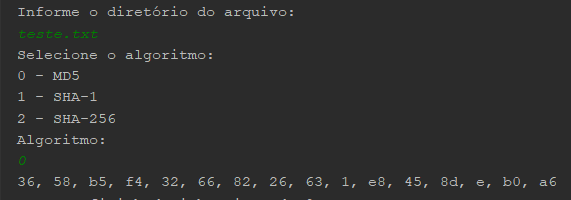 Informe o diretório do arquivo:
teste.txt
Selecione o algoritmo:
0 - MD5
1 - SHA-1
2 - SHA-256
Algoritmo:
0
36, 58, b5, f4, 32, 66, 82, 26, 63, 1, e8, 45, 8d, e, b0, a6